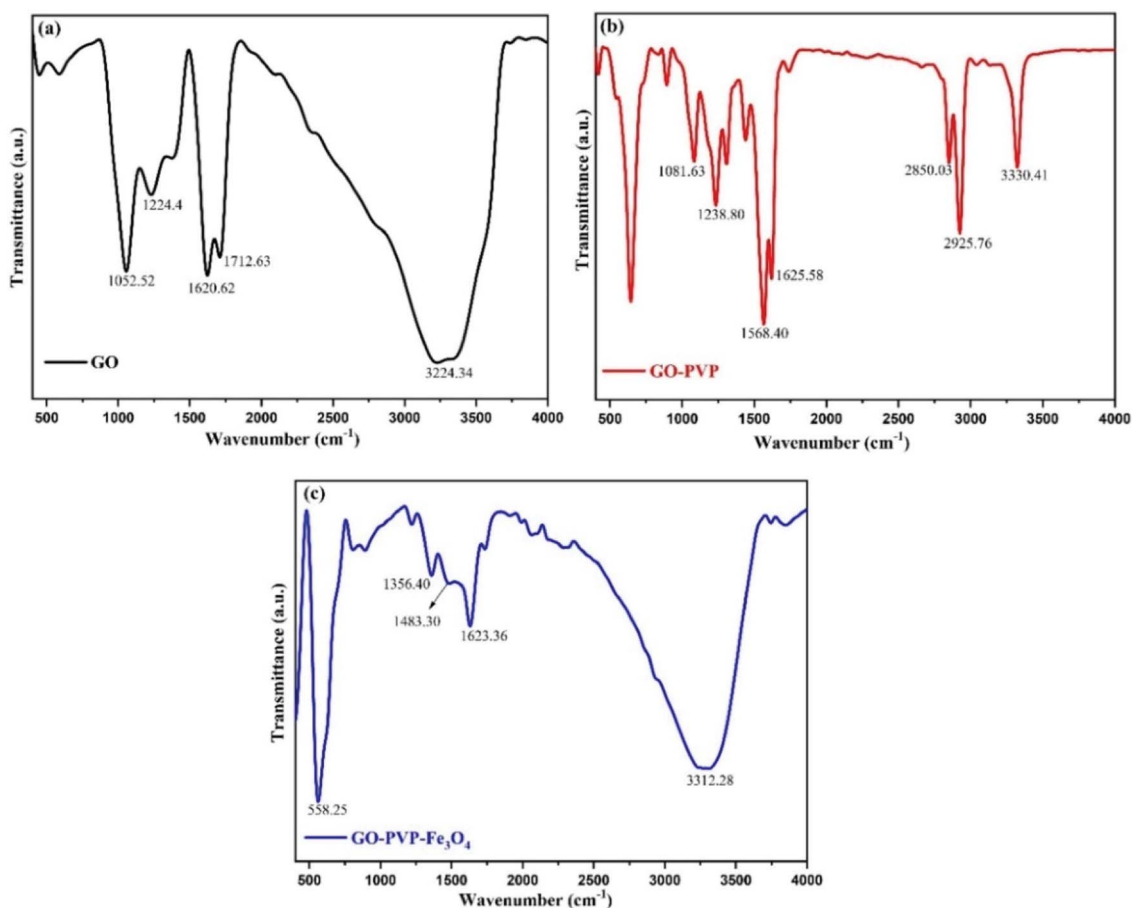 (a)
Transmittance (a.u.)
1052.52
1224.4
1620.62
1712.63
3224.34
GO
500 1000 1500 2000 2500 3000 3500 4000
Wavenumber (cm⁻¹)
(b)
Transmittance (a.u.)
1081.63
1238.80
1568.40
1625.58
2850.03
2925.76
3330.41
GO-PVP
500 1000 1500 2000 2500 3000 3500 4000
Wavenumber (cm⁻¹)
(c)
Transmittance (a.u.)
558.25
1356.40
1483.30
1623.36
3312.28
GO-PVP-Fe₃O₄
500 1000 1500 2000 2500 3000 3500 4000
Wavenumber (cm⁻¹)